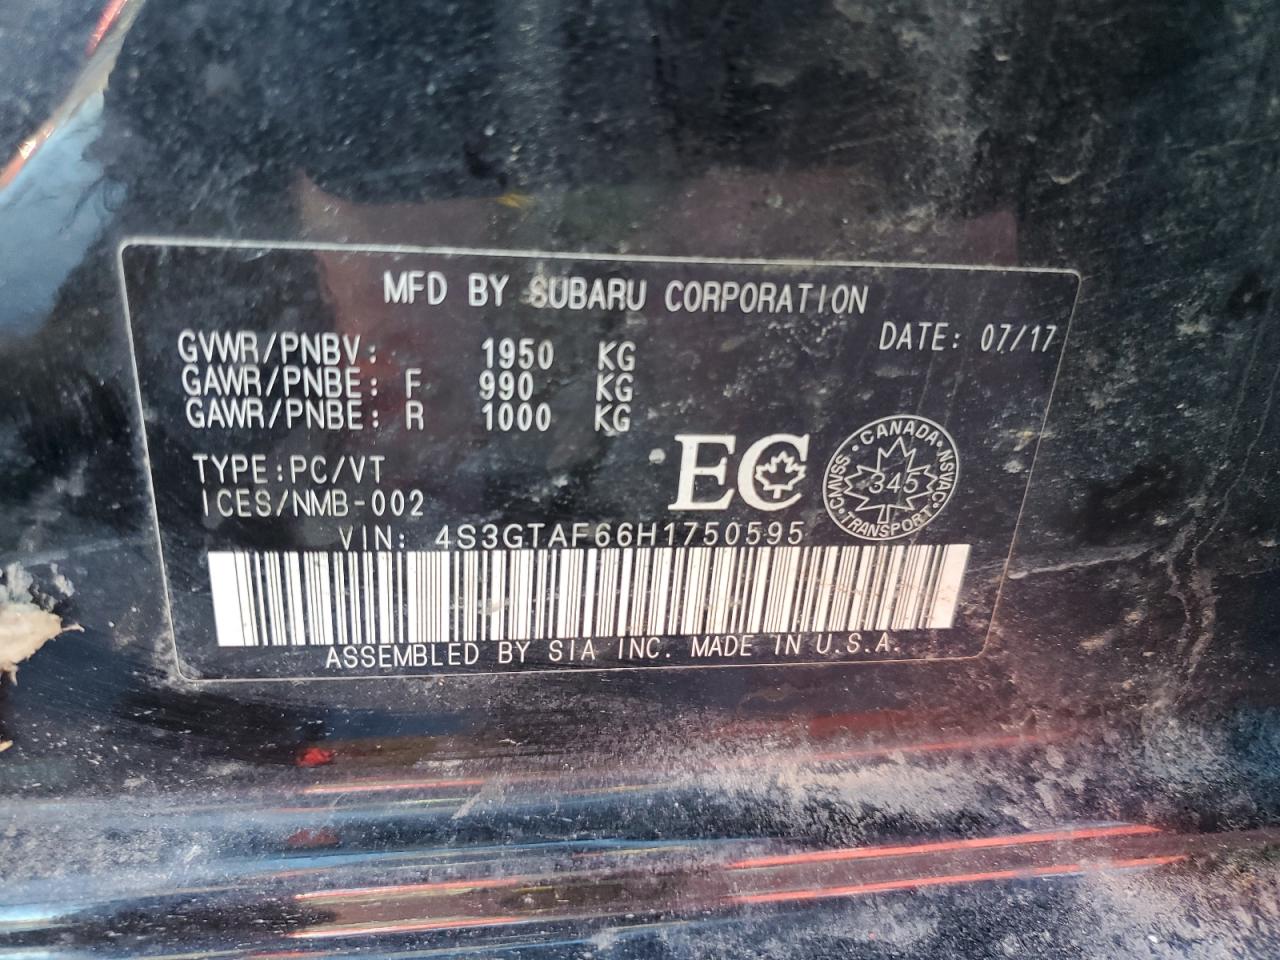 MFD BY SUBARU CORPORATION
DATE: 07/17
GVWR/PNBV: 1950 KG
GAWR/PNBE: F 990 KG
GAWR/PNBE: R 1000 KG
TYPE:PC/VT
ICES/NMB-002
EC
CANADA
CMVSS NSVAC
345
TRANSPORT
VIN: 4S3GTAF66H1750595
ASSEMBLED BY SIA INC. MADE IN U.S.A.